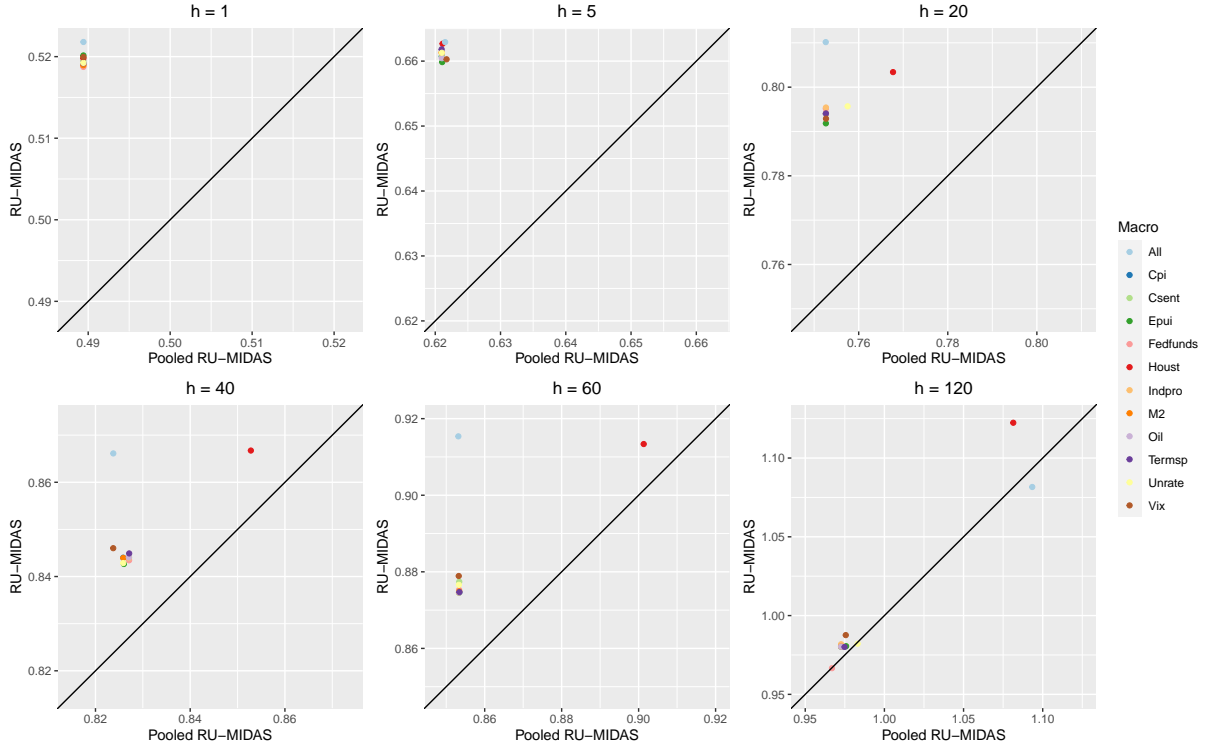 h = 1
h = 5
h = 20
RU−MIDAS
0.52
0.51
0.50
0.49
0.49 0.50 0.51 0.52
Pooled RU−MIDAS
RU−MIDAS
0.66
0.65
0.64
0.63
0.62
0.62 0.63 0.64 0.65 0.66
Pooled RU−MIDAS
RU−MIDAS
0.80
0.78
0.76
0.76 0.78 0.80
Pooled RU−MIDAS
h = 40
h = 60
h = 120
RU−MIDAS
0.86
0.84
0.82
0.82 0.84 0.86
Pooled RU−MIDAS
RU−MIDAS
0.92
0.90
0.88
0.86
0.86 0.88 0.90 0.92
Pooled RU−MIDAS
RU−MIDAS
1.10
1.05
1.00
0.95
0.95 1.00 1.05 1.10
Pooled RU−MIDAS
Macro
All
Cpi
Csent
Epui
Fedfunds
Houst
Indpro
M2
Oil
Termsp
Unrate
Vix